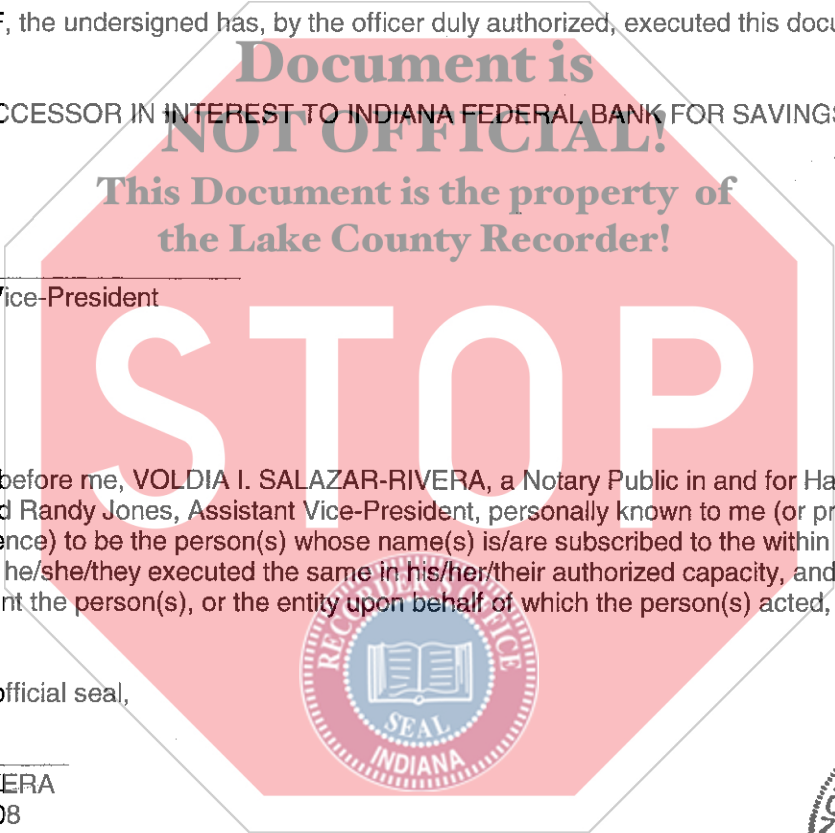 F, the undersigned has, by the officer duly authorized, executed this docu
Document is
CCESSOR IN INTEREST TO INDIANA FEDERAL BANK FOR SAVINGS
NOT OFFICIAL!
This Document is the property of
the Lake County Recorder!
Vice-President
STOP
before me, VOLDIA I. SALAZAR-RIVERA, a Notary Public in and for Ha
d Randy Jones, Assistant Vice-President, personally known to me (or pr
ence) to be the person(s) whose name(s) is/are subscribed to the within
he/she/they executed the same in his/her/their authorized capacity, and
nt the person(s), or the entity upon behalf of which the person(s) acted,
RECORDER'S OFFICE
SEAL
INDIANA
official seal,
ERA
08